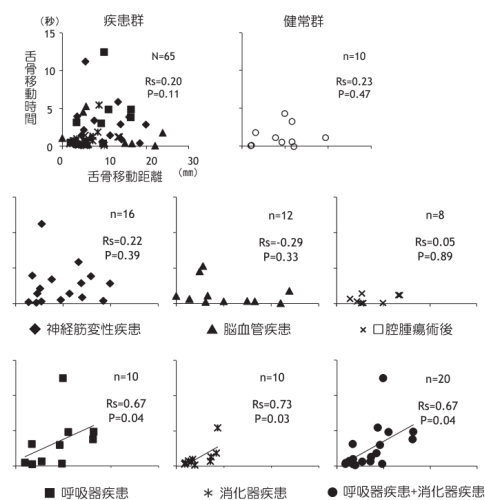 疾患群
健常群
(秒)
15
10
5
0
舌骨移動時間
N=65
Rs=0.20
P=0.11
n=10
Rs=0.23
P=0.47
0 10 20 30
舌骨移動距離
(mm)
n=16
Rs=0.22
P=0.39
n=12
Rs=-0.29
P=0.33
n=8
Rs=0.05
P=0.89
神経筋変性疾患
脳血管疾患
口腔腫瘍術後
n=10
Rs=0.67
P=0.04
n=10
Rs=0.73
P=0.03
n=20
Rs=0.67
P=0.04
呼吸器疾患
消化器疾患
呼吸器疾患+消化器疾患